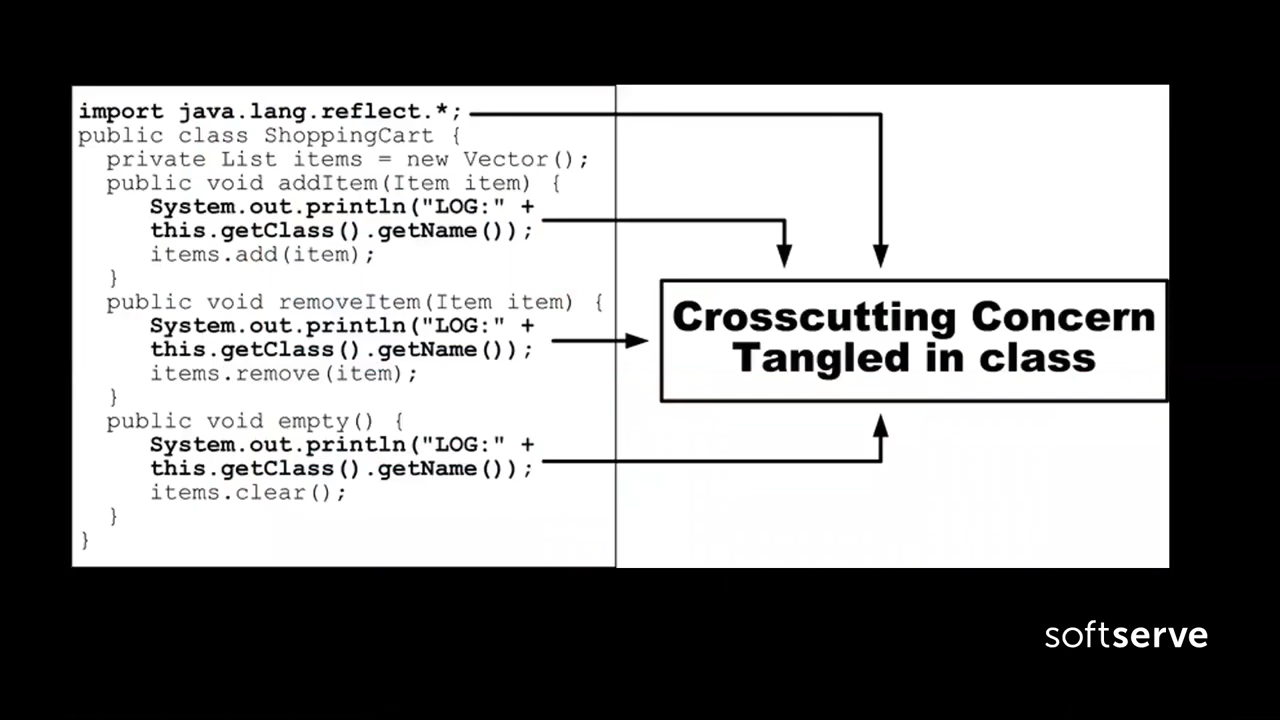 import java.lang.reflect.*;
public class ShoppingCart {
  private List items = new Vector();
  public void addItem(Item item) {
     System.out.println("LOG:" +
     this.getClass().getName());
     items.add(item);
  }
  public void removeItem(Item item) {
     System.out.println("LOG:" +
     this.getClass().getName());
     items.remove(item);
  }
  public void empty() {
     System.out.println("LOG:" +
     this.getClass().getName());
     items.clear();
  }
}
Crosscutting Concern
Tangled in class
softserve